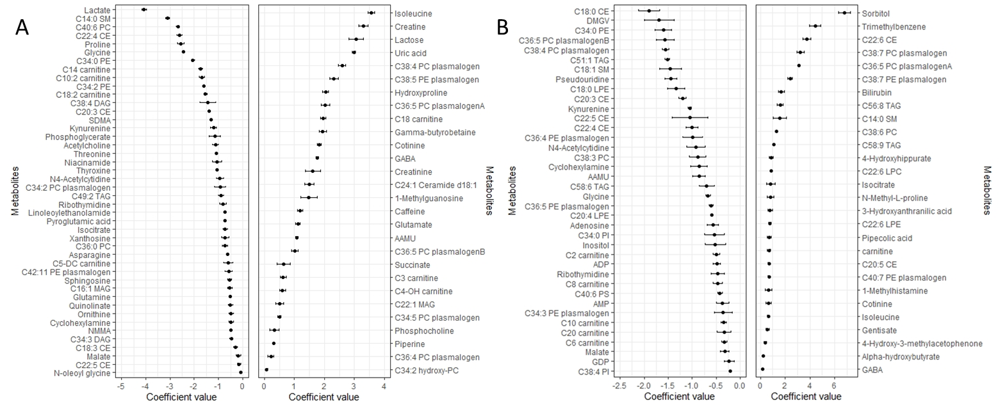 A
Metabolites
Lactate
C14:0 SM
C40:6 PC
C22:4 CE
Proline
Glycine
C34:0 PE
C14 carnitine
C10:2 carnitine
C34:2 PE
C18:2 carnitine
C38:4 DAG
C20:3 CE
SDMA
Kynurenine
Phosphoglycerate
Acetylcholine
Threonine
Niacinamide
Thyroxine
N4-Acetylcytidine
C34:2 PC plasmalogen
C49:2 TAG
Ribothymidine
Linoleoylethanolamide
Pyroglutamic acid
Isocitrate
Xanthosine
C36:0 PC
Asparagine
C5-DC carnitine
C42:11 PE plasmalogen
Sphingosine
C16:1 MAG
Glutamine
Quinolinate
Ornithine
Cyclohexylamine
NMMA
C34:3 DAG
C18:3 CE
Malate
C22:5 CE
N-oleoyl glycine
-5 -4 -3 -2 -1 0
Coefficient value
Isoleucine
Creatine
Lactose
Uric acid
C38:4 PC plasmalogen
C38:5 PE plasmalogen
Hydroxyproline
C36:5 PC plasmalogenA
C18 carnitine
Gamma-butyrobetaine
Cotinine
GABA
Creatinine
C24:1 Ceramide d18:1
1-Methylguanosine
Caffeine
Glutamate
AAMU
C36:5 PC plasmalogenB
Succinate
C3 carnitine
C4-OH carnitine
C22:1 MAG
C34:5 PC plasmalogen
Phosphocholine
Piperine
C36:4 PC plasmalogen
C34:2 hydroxy-PC
0 1 2 3 4
Coefficient value
Metabolites
B
Metabolites
C18:0 CE
DMGV
C34:0 PE
C36:5 PC plasmalogenB
C38:4 PC plasmalogen
C51:1 TAG
C18:1 SM
Pseudouridine
C18:0 LPE
C20:3 CE
Kynurenine
C22:5 CE
C22:4 CE
C36:4 PE plasmalogen
N4-Acetylcytidine
C38:3 PC
Cyclohexylamine
AAMU
C58:6 TAG
Glycine
C36:5 PE plasmalogen
C20:4 LPE
Adenosine
C34:0 PI
Inositol
C2 carnitine
ADP
Ribothymidine
C8 carnitine
C40:6 PS
AMP
C34:3 PE plasmalogen
C10 carnitine
C20 carnitine
C6 carnitine
Malate
GDP
C38:4 PI
-2.5 -2.0 -1.5 -1.0 -0.5 0.0
Coefficient value
Sorbitol
Trimethylbenzene
C22:6 CE
C38:7 PC plasmalogen
C36:5 PC plasmalogenA
C38:7 PE plasmalogen
Bilirubin
C56:8 TAG
C14:0 SM
C38:6 PC
C58:9 TAG
4-Hydroxyhippurate
C22:6 LPC
Isocitrate
N-Methyl-L-proline
3-Hydroxyanthranilic acid
C22:6 LPE
Pipecolic acid
carnitine
C20:5 CE
C40:7 PE plasmalogen
1-Methylhistamine
Cotinine
Isoleucine
Gentisate
4-Hydroxy-3-methylacetophenone
Alpha-hydroxybutyrate
GABA
0 2 4 6
Coefficient value
Metabolites